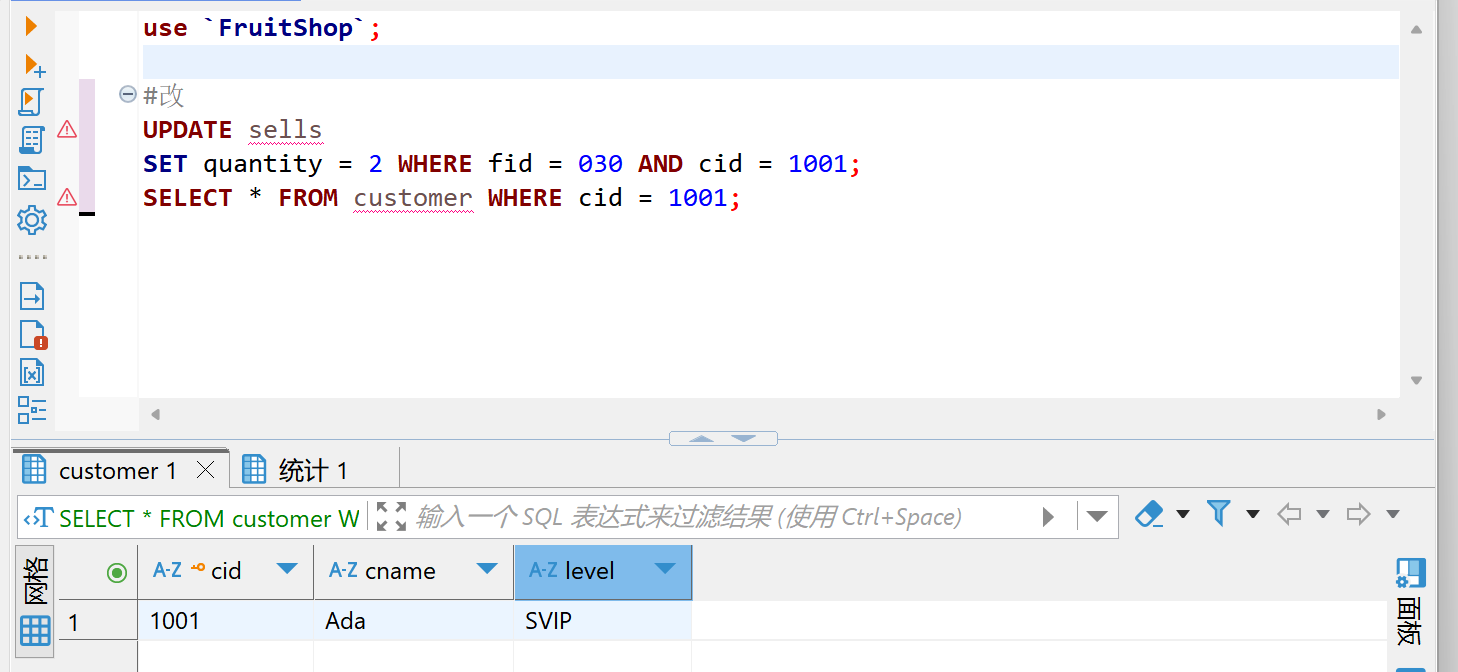 use `FruitShop`;
#改
UPDATE sells
SET quantity = 2 WHERE fid = 030 AND cid = 1001;
SELECT * FROM customer WHERE cid = 1001;
customer 1
统计 1
SELECT * FROM customer W
输入一个 SQL 表达式来过滤结果 (使用 Ctrl+Space)
网格
A-Z cid
A-Z cname
A-Z level
1
1001
Ada
SVIP
面板